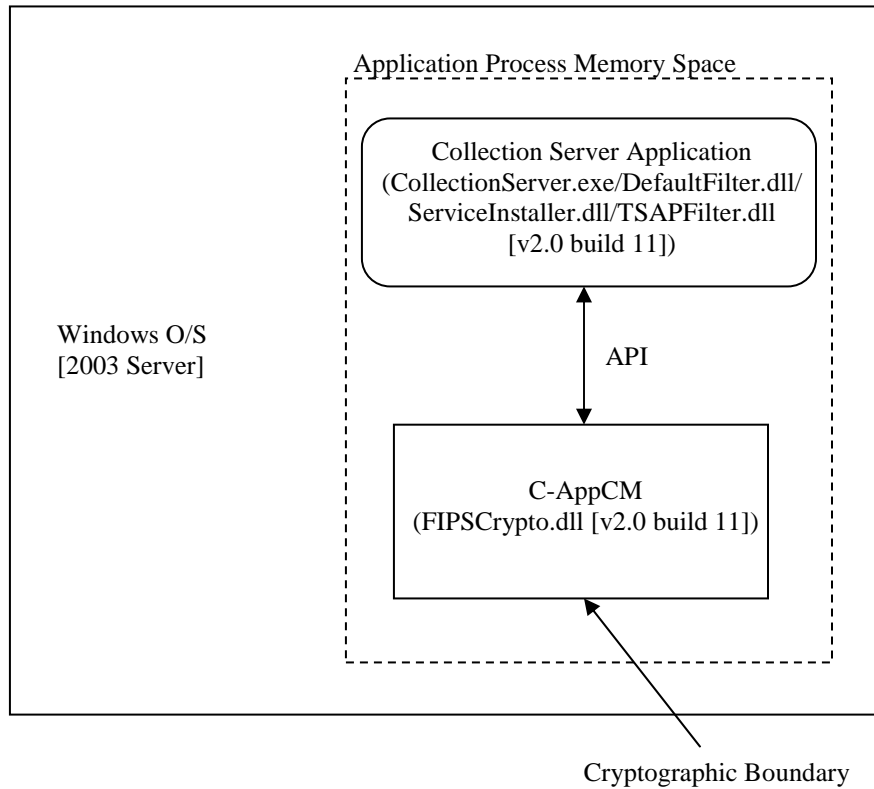 Application Process Memory Space
Collection Server Application
(CollectionServer.exe/DefaultFilter.dll/
ServiceInstaller.dll/TSAPFilter.dll
[v2.0 build 11])
Windows O/S
[2003 Server]
API
C-AppCM
(FIPSCrypto.dll [v2.0 build 11])
Cryptographic Boundary